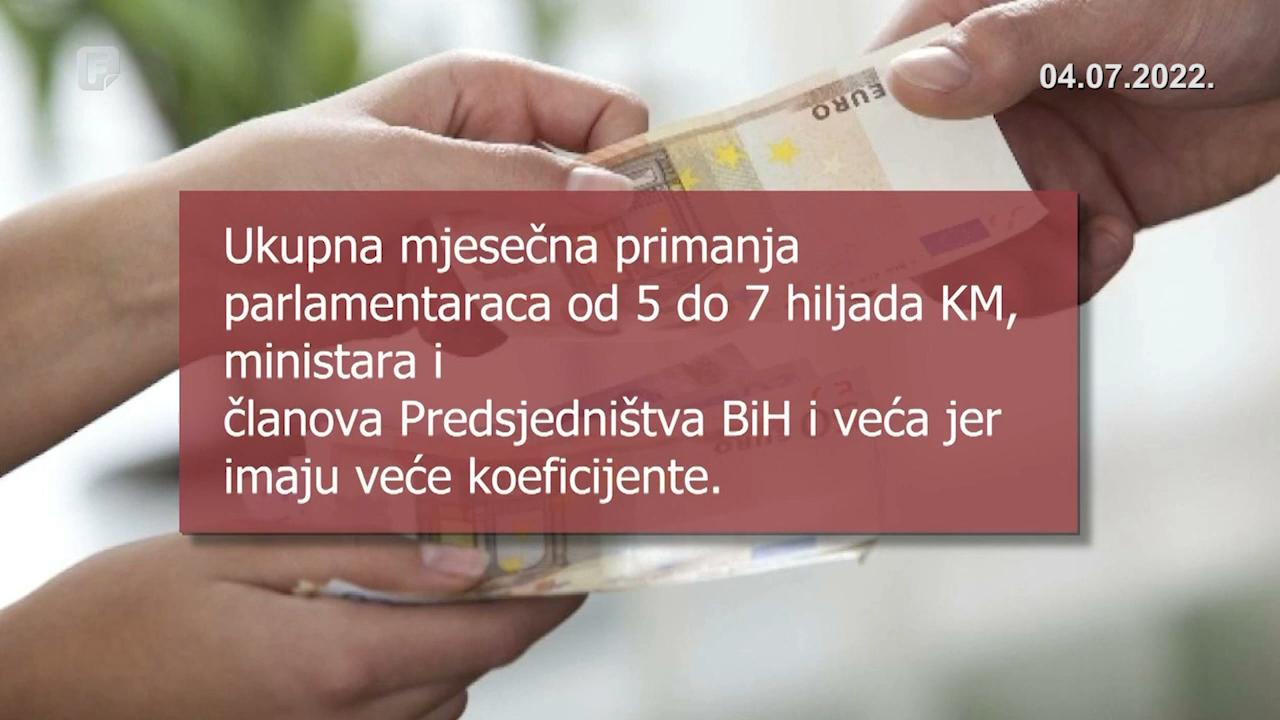 04.07.2022.
EURO
Ukupna mjesečna primanja
parlamentaraca od 5 do 7 hiljada KM,
ministara i
članova Predsjedništva BiH i veća jer
imaju veće koeficijente.